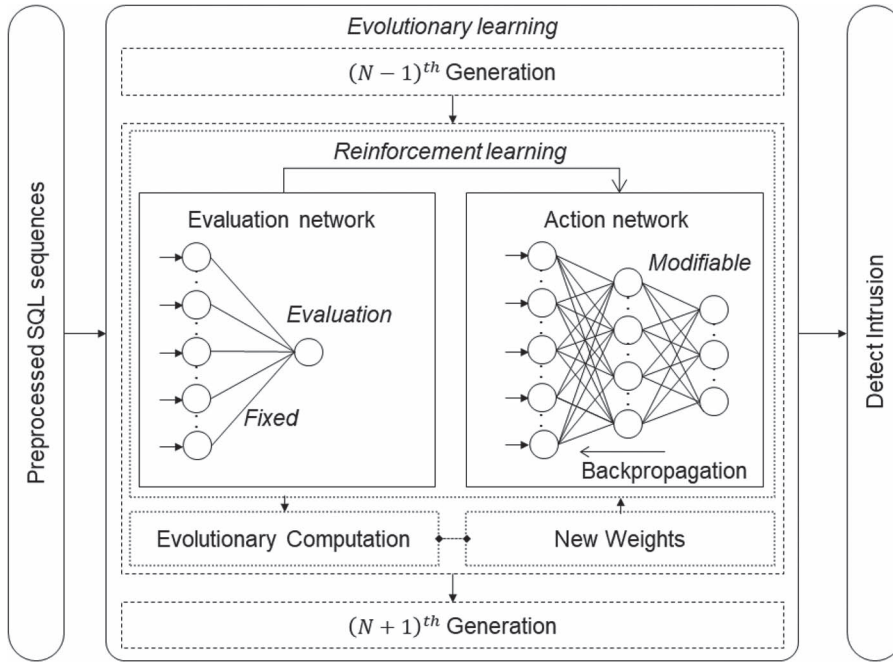 Preprocessed SQL sequences
Evolutionary learning
(N − 1)^th Generation
Reinforcement learning
Evaluation network
Evaluation
Fixed
Action network
Modifiable
Backpropagation
Evolutionary Computation
New Weights
(N + 1)^th Generation
Detect Intrusion